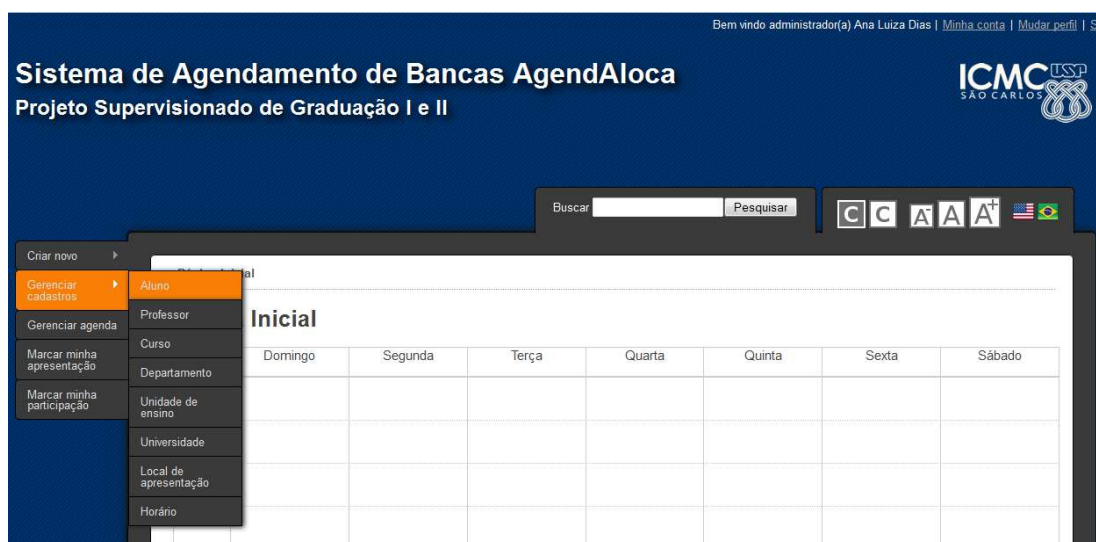 Bem vindo administrador(a) Ana Luiza Dias | Minha conta | Mudar perfil |
Sistema de Agendamento de Bancas AgendAloca
Projeto Supervisionado de Graduação I e II
ICMC USP
SÃO CARLOS
Buscar Pesquisar C C A- A A+
Criar novo
Gerenciar
cadastros
Gerenciar agenda
Marcar minha
apresentação
Marcar minha
participação
Aluno
Professor
Curso
Departamento
Unidade de
ensino
Universidade
Local de
apresentação
Horário
Inicial
Domingo Segunda Terça Quarta Quinta Sexta Sábado